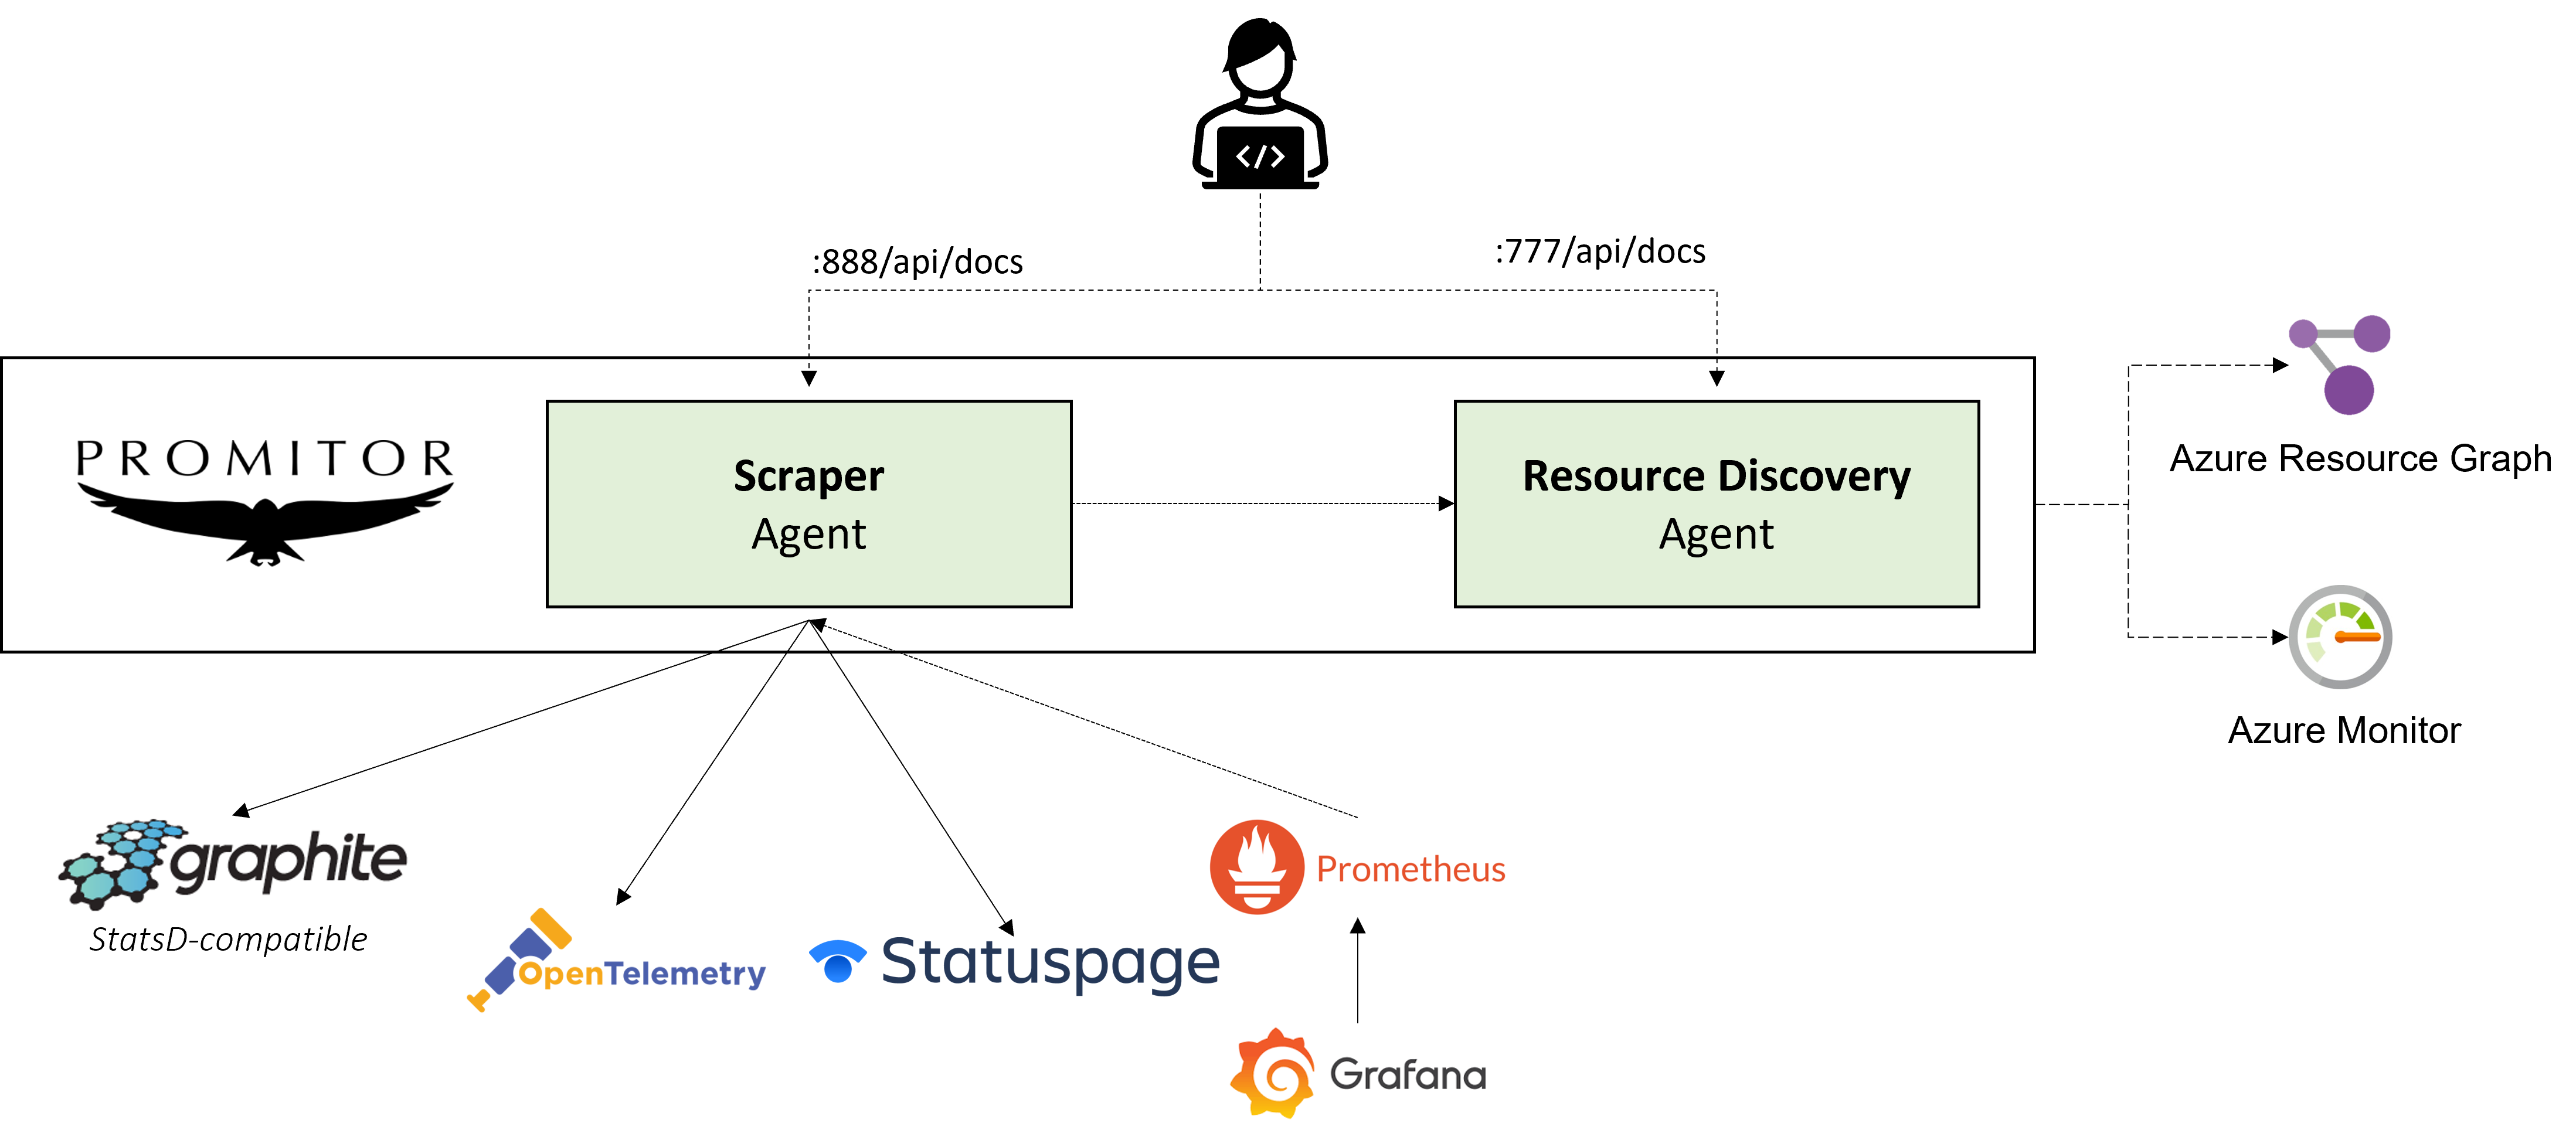 </>
:888/api/docs
:777/api/docs
PROMITOR
Scraper
Agent
Resource Discovery
Agent
Azure Resource Graph
Azure Monitor
graphite
StatsD-compatible
OpenTelemetry
Statuspage
Prometheus
Grafana